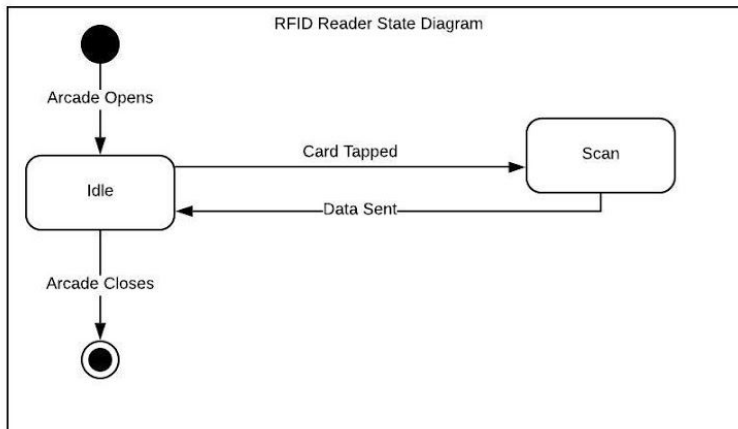 RFID Reader State Diagram
Arcade Opens
Card Tapped
Scan
Idle
Data Sent
Arcade Closes